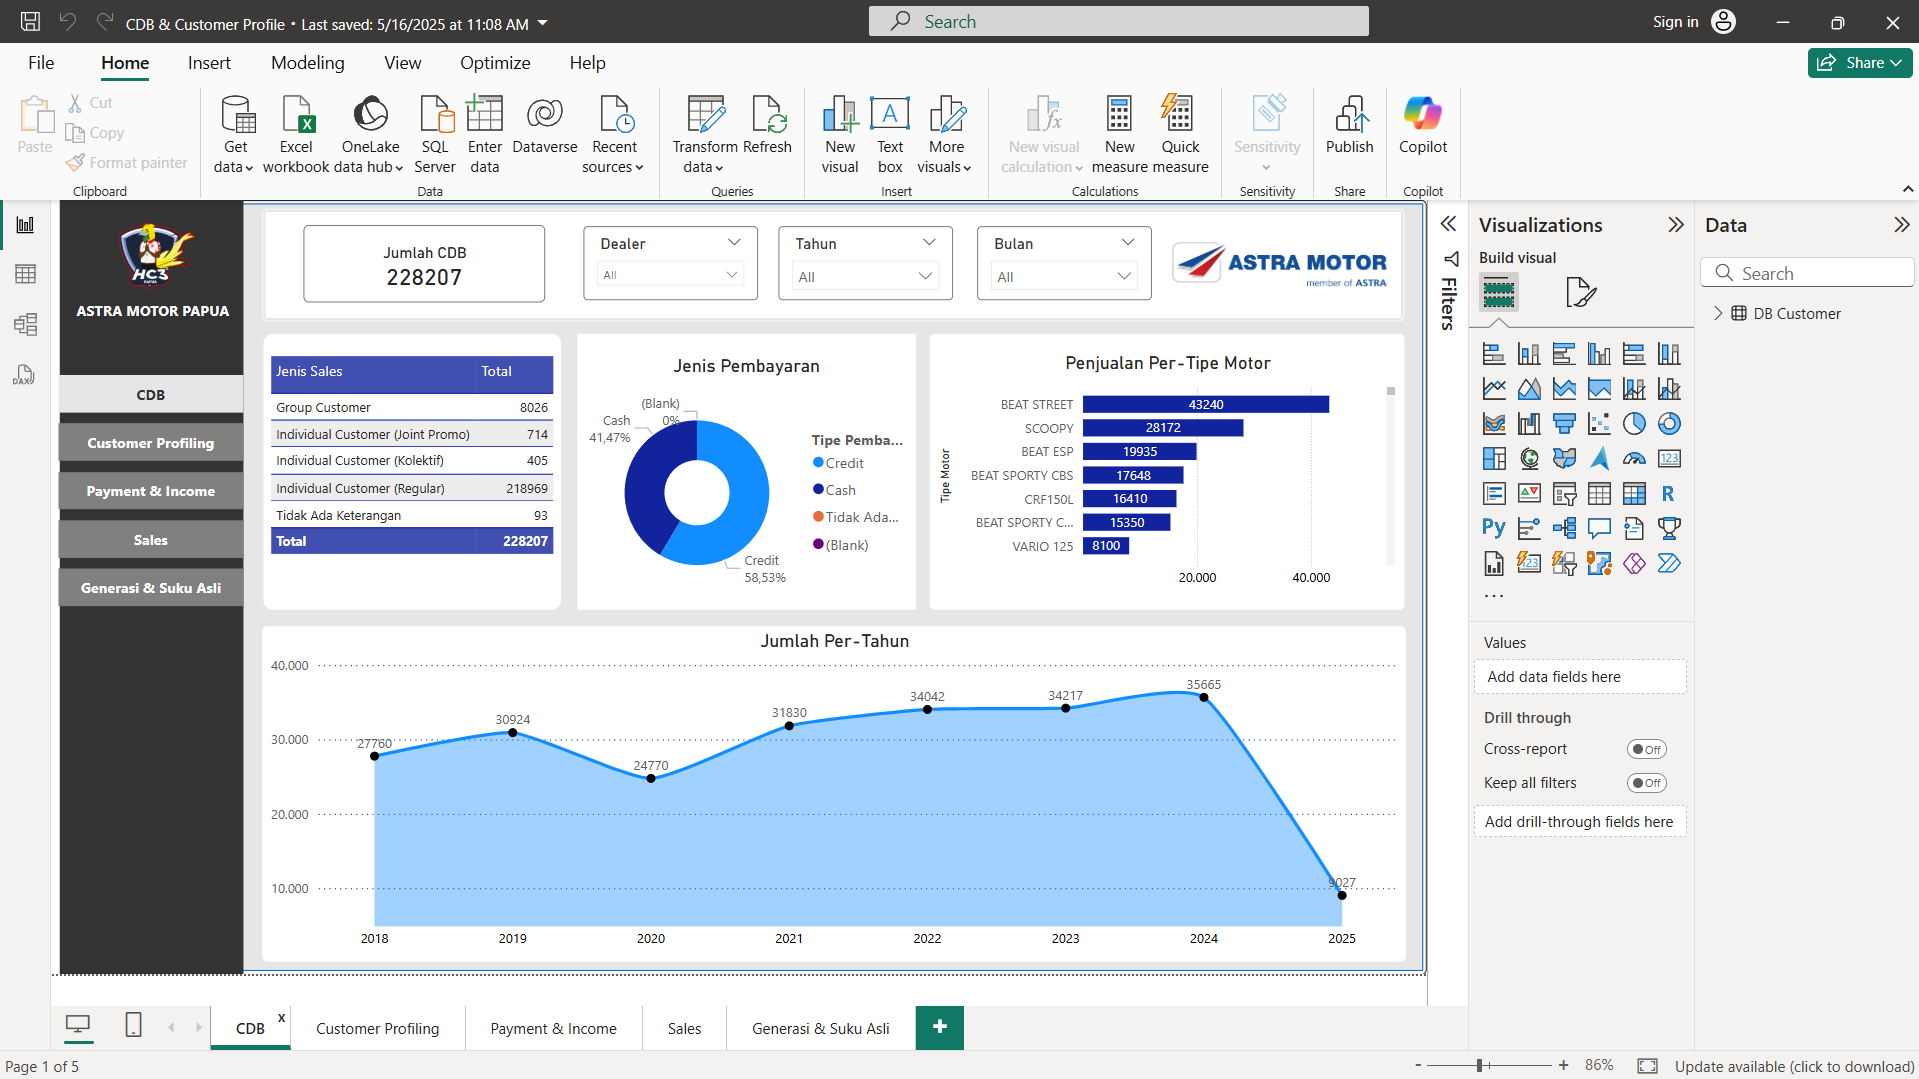 CDB & Customer Profile • Last saved: 5/16/2025 at 11:08 AM
Search
Sign in
File
Home
Insert
Modeling
View
Optimize
Help
Share
Paste
Cut
Copy
Format painter
Clipboard
Get data
Excel workbook
OneLake data hub
SQL Server
Enter data
Dataverse
Recent sources
Data
Transform data
Refresh
Queries
New visual
Text box
More visuals
Insert
New visual calculation
New measure
Quick measure
Calculations
Sensitivity
Sensitivity
Publish
Share
Copilot
Copilot
HC3
PAPUA
ASTRA MOTOR PAPUA
CDB
Customer Profiling
Payment & Income
Sales
Generasi & Suku Asli
Jumlah CDB
228207
Dealer
All
Tahun
All
Bulan
All
ASTRA MOTOR
member of ASTRA
Jenis Sales Total
Group Customer 8026
Individual Customer (Joint Promo) 714
Individual Customer (Kolektif) 405
Individual Customer (Regular) 218969
Tidak Ada Keterangan 93
Total 228207
Jenis Pembayaran
(Blank)
0%
Cash
41,47%
Credit
58,53%
Tipe Pemba...
Credit
Cash
Tidak Ada...
(Blank)
Penjualan Per-Tipe Motor
Tipe Motor
BEAT STREET 43240
SCOOPY 28172
BEAT ESP 19935
BEAT SPORTY CBS 17648
CRF150L 16410
BEAT SPORTY C... 15350
VARIO 125 8100
20.000 40.000
Jumlah Per-Tahun
40.000
30.000
20.000
10.000
27760
30924
24770
31830
34042
34217
35665
9027
2018 2019 2020 2021 2022 2023 2024 2025
Filters
Visualizations
Build visual
123
R
Py
123
...
Values
Add data fields here
Drill through
Cross-report
Off
Keep all filters
Off
Add drill-through fields here
Data
Search
DB Customer
DAX
CDB x
Customer Profiling
Payment & Income
Sales
Generasi & Suku Asli
+
Page 1 of 5
- + 86%
Update available (click to download)